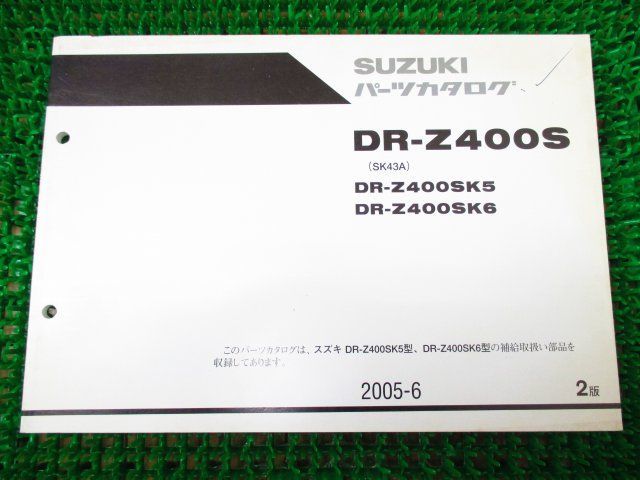 SUZUKI
パーツカタログ
DR-Z400S
(SK43A)
DR-Z400SK5
DR-Z400SK6
このパーツカタログは、スズキ DR-Z400SK5型、DR-Z400SK6型の補給取扱い部品を
収録してあります。
2005-6
2版